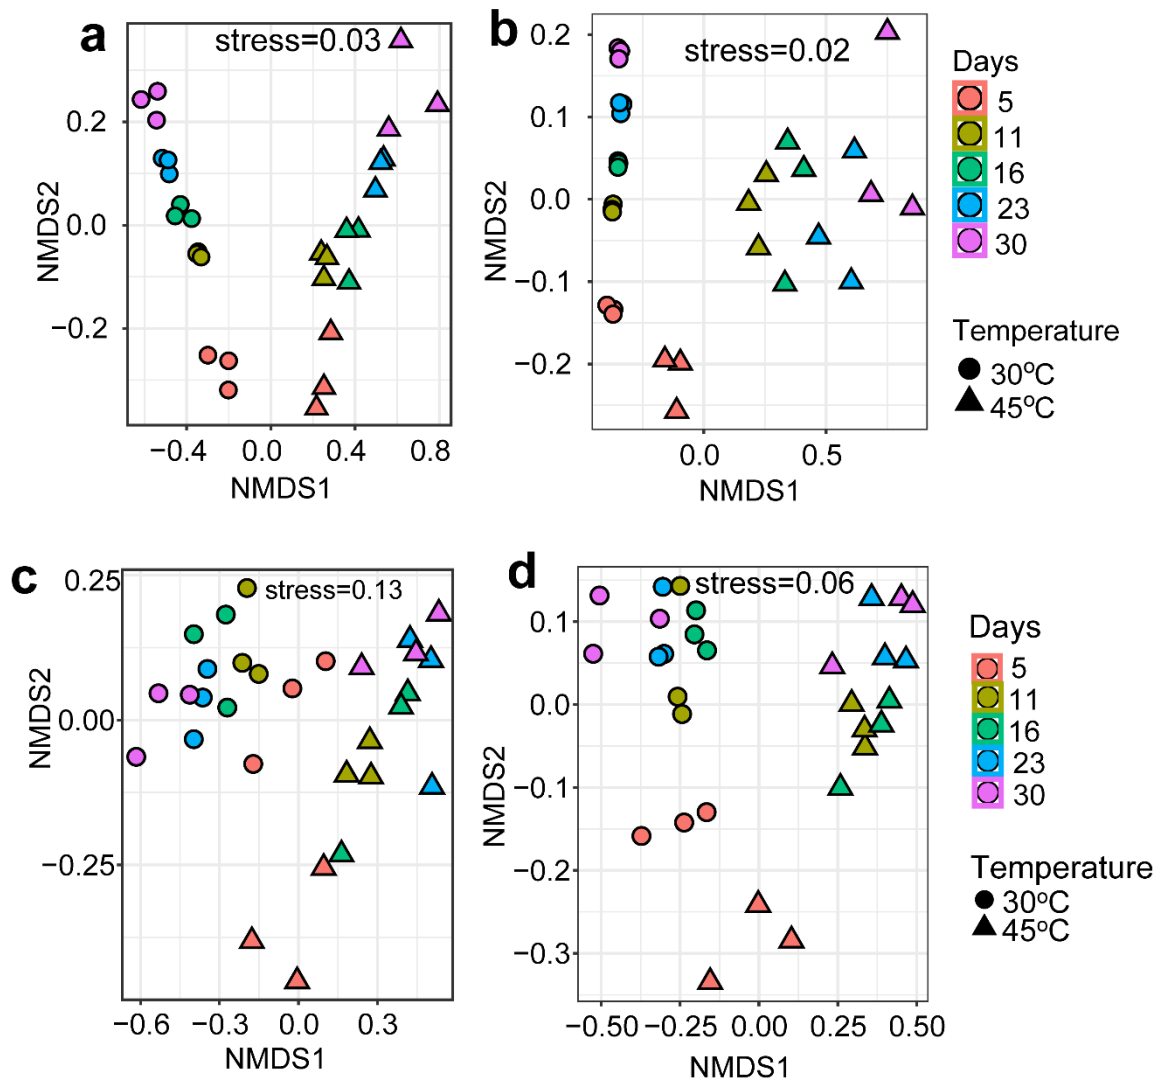 a
stress=0.03
0.2
0.0
−0.2
NMDS2
−0.4
0.0
0.4
0.8
NMDS1
b
stress=0.02
0.2
0.1
0.0
−0.1
−0.2
NMDS2
0.0
0.5
NMDS1
Days
5
11
16
23
30
Temperature
30°C
45°C
c
stress=0.13
0.25
0.00
−0.25
NMDS2
−0.6
−0.3
0.0
0.3
NMDS1
d
stress=0.06
0.1
0.0
−0.1
−0.2
−0.3
NMDS2
−0.50
−0.25
0.00
0.25
0.50
NMDS1
Days
5
11
16
23
30
Temperature
30°C
45°C